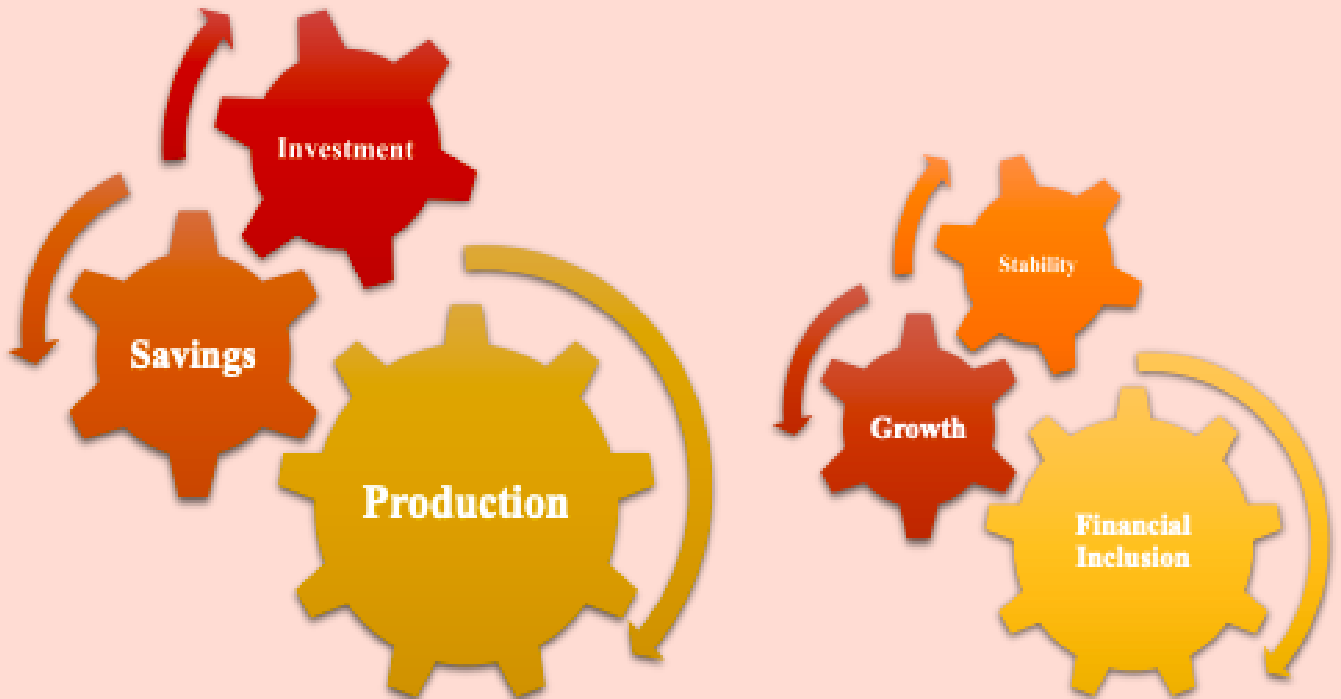 Investment
Savings
Production
Stability
Growth
Financial
Inclusion